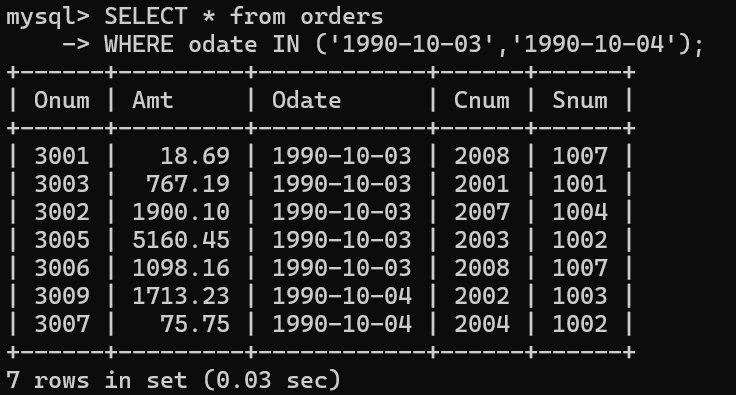 mysql> SELECT * from orders
    -> WHERE odate IN ('1990-10-03','1990-10-04');
+------+---------+------------+------+------+
| Onum | Amt     | Odate      | Cnum | Snum |
+------+---------+------------+------+------+
| 3001 |   18.69 | 1990-10-03 | 2008 | 1007 |
| 3003 |  767.19 | 1990-10-03 | 2001 | 1001 |
| 3002 | 1900.10 | 1990-10-03 | 2007 | 1004 |
| 3005 | 5160.45 | 1990-10-03 | 2003 | 1002 |
| 3006 | 1098.16 | 1990-10-03 | 2008 | 1007 |
| 3009 | 1713.23 | 1990-10-04 | 2002 | 1003 |
| 3007 |   75.75 | 1990-10-04 | 2004 | 1002 |
+------+---------+------------+------+------+
7 rows in set (0.03 sec)